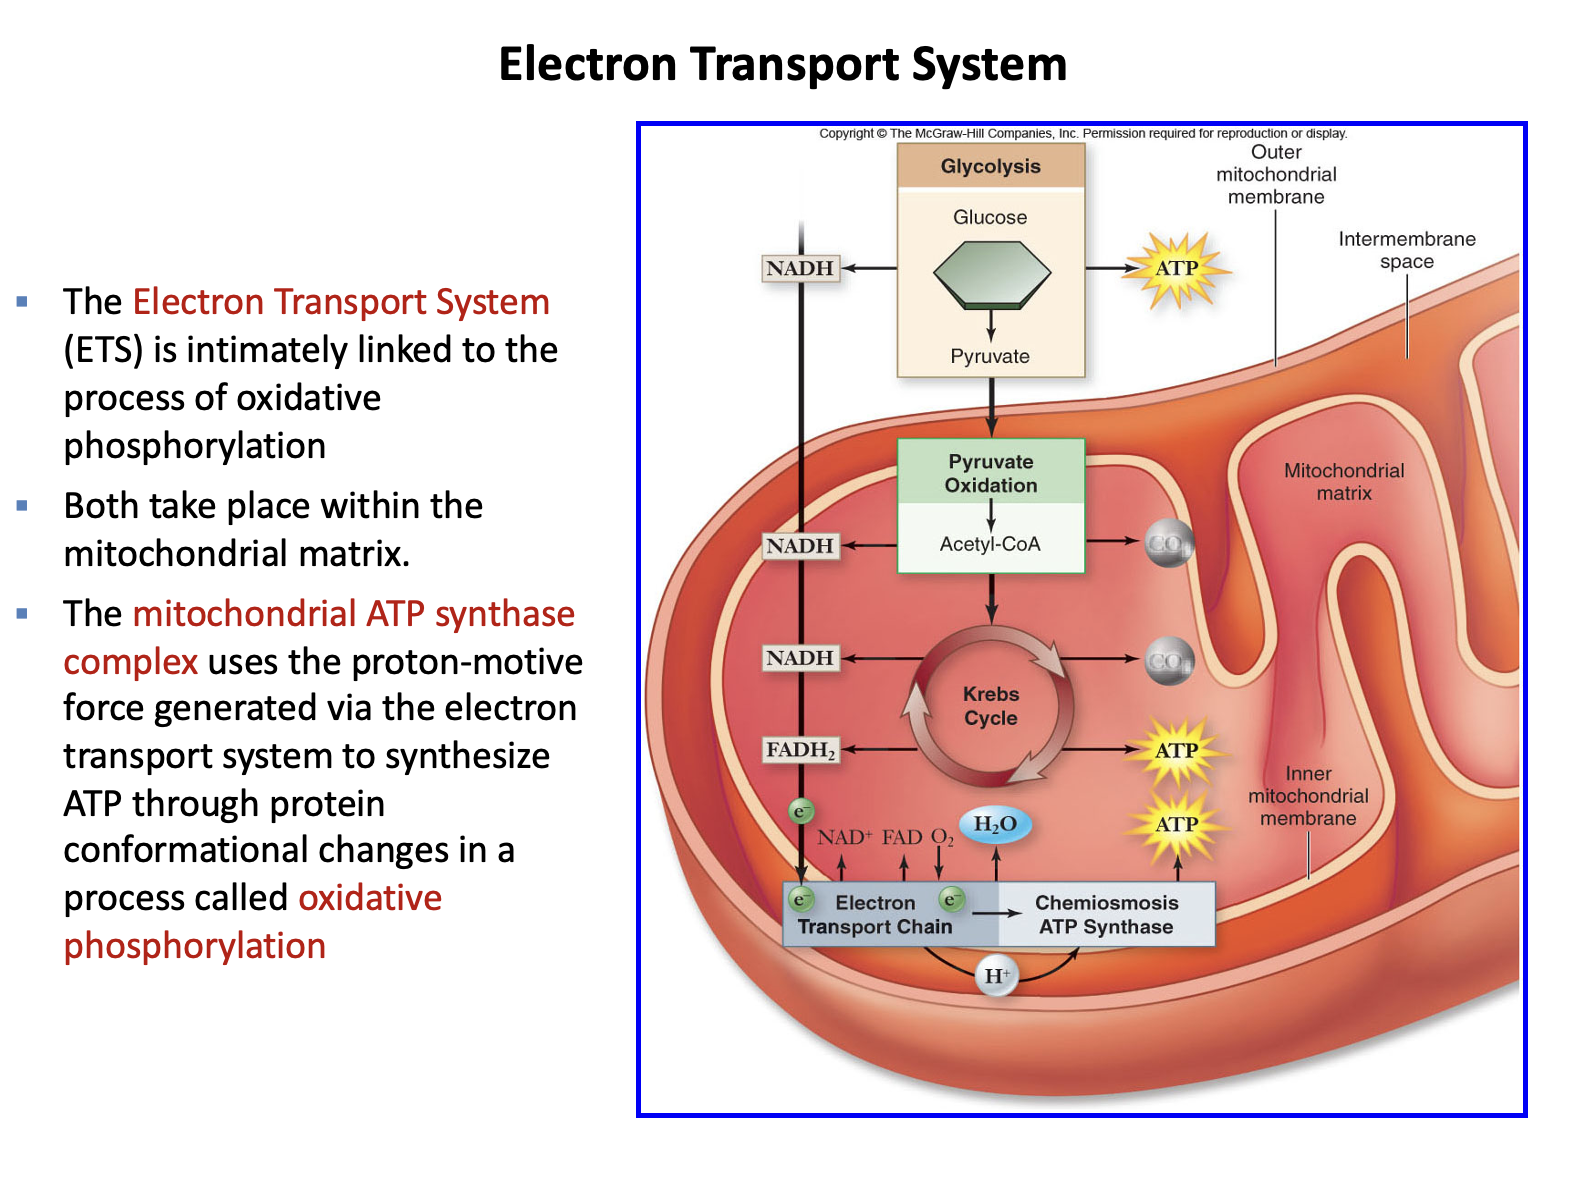 Electron Transport System
▪ The Electron Transport System
(ETS) is intimately linked to the
process of oxidative
phosphorylation
▪ Both take place within the
mitochondrial matrix.
▪ The mitochondrial ATP synthase
complex uses the proton-motive
force generated via the electron
transport system to synthesize
ATP through protein
conformational changes in a
process called oxidative
phosphorylation
Copyright © The McGraw-Hill Companies, Inc. Permission required for reproduction or display.
Glycolysis
Glucose
Pyruvate
NADH
ATP
Outer
mitochondrial
membrane
Intermembrane
space
Pyruvate
Oxidation
Acetyl-CoA
NADH
CO₂
Mitochondrial
matrix
NADH
Krebs
Cycle
CO₂
FADH₂
ATP
Inner
mitochondrial
membrane
e⁻
NAD⁺ FAD O₂
H₂O
ATP
e⁻
Electron
Transport Chain
e⁻
Chemiosmosis
ATP Synthase
H⁺